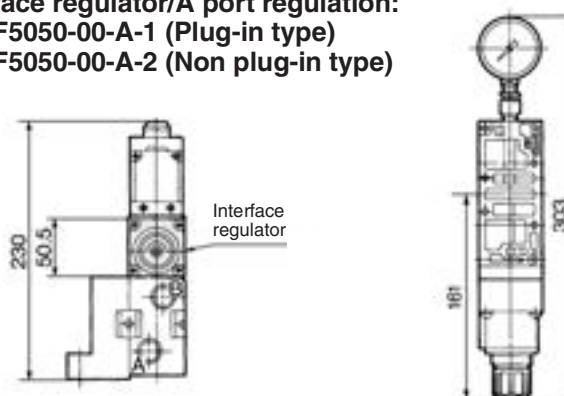 ace regulator/A port regulation:
F5050-00-A-1 (Plug-in type)
F5050-00-A-2 (Non plug-in type)
Interface
regulator
230
50.5
B
A
303
161